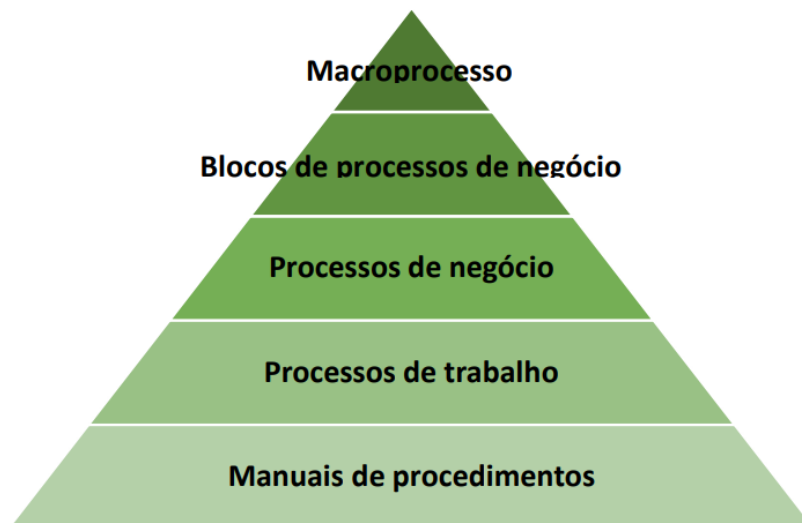 Macroprocesso
Blocos de processos de negócio
Processos de negócio
Processos de trabalho
Manuais de procedimentos